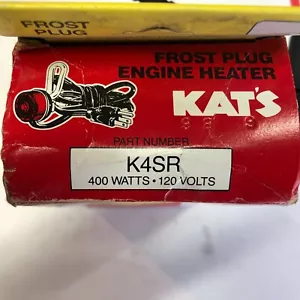 FROST
PLUG
FROST PLUG
ENGINE HEATER
KAT'S
PART NUMBER
K4SR
400 WATTS • 120 VOLTS